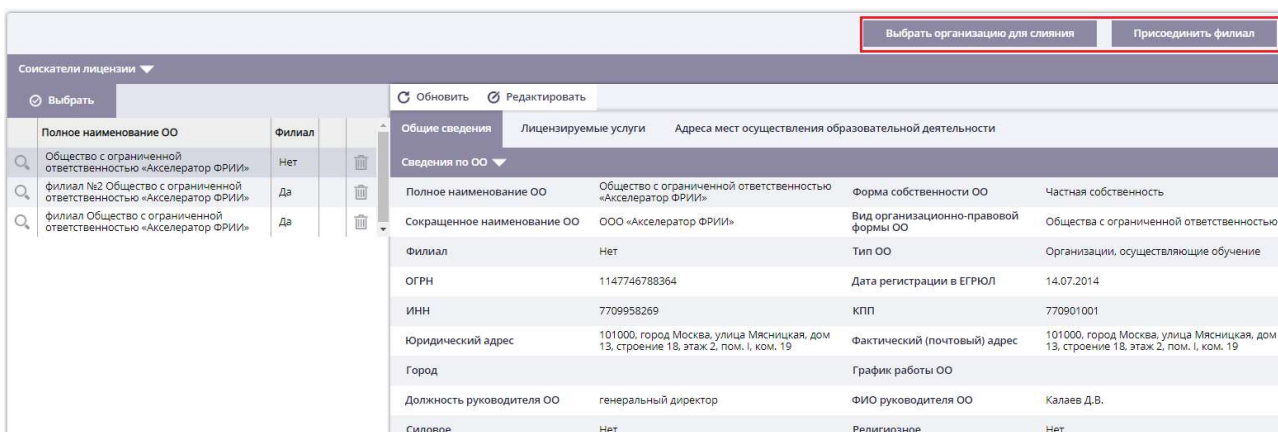 Выбрать организацию для слияния
Присоединить филиал
Соискатели лицензии
Выбрать
Обновить
Редактировать
Полное наименование ОО
Филиал
Общие сведения
Лицензируемые услуги
Адреса мест осуществления образовательной деятельности
Общество с ограниченной
ответственностью «Акселератор ФРИИ»
Нет
филиал №2 Общество с ограниченной
ответственностью «Акселератор ФРИИ»
Да
филиал Общество с ограниченной
ответственностью «Акселератор ФРИИ»
Да
Сведения по ОО
Полное наименование ОО
Общество с ограниченной ответственностью
«Акселератор ФРИИ»
Форма собственности ОО
Частная собственность
Сокращенное наименование ОО
ООО «Акселератор ФРИИ»
Вид организационно-правовой
формы ОО
Общества с ограниченной ответственностью
Филиал
Нет
Тип ОО
Организации, осуществляющие обучение
ОГРН
1147746788364
Дата регистрации в ЕГРЮЛ
14.07.2014
ИНН
7709958269
КПП
770901001
Юридический адрес
101000, город Москва, улица Мясницкая, дом
13, строение 18, этаж 2, пом. I, ком. 19
Фактический (почтовый) адрес
101000, город Москва, улица Мясницкая, дом
13, строение 18, этаж 2, пом. I, ком. 19
Город
График работы ОО
Должность руководителя ОО
генеральный директор
ФИО руководителя ОО
Калаев Д.В.
Силовое
Нет
Религиозное
Нет